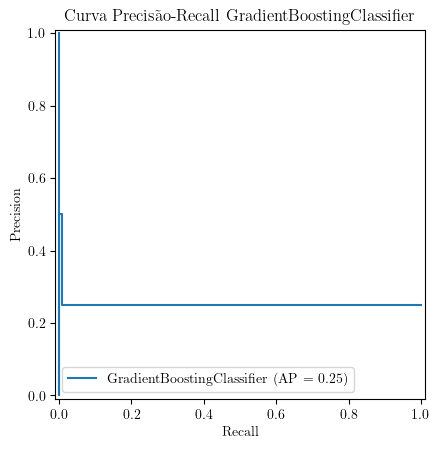 Curva Precisão-Recall GradientBoostingClassifier
1.0
0.8
0.6
0.4
0.2
0.0
Precision
GradientBoostingClassifier (AP = 0.25)
0.0 0.2 0.4 0.6 0.8 1.0
Recall